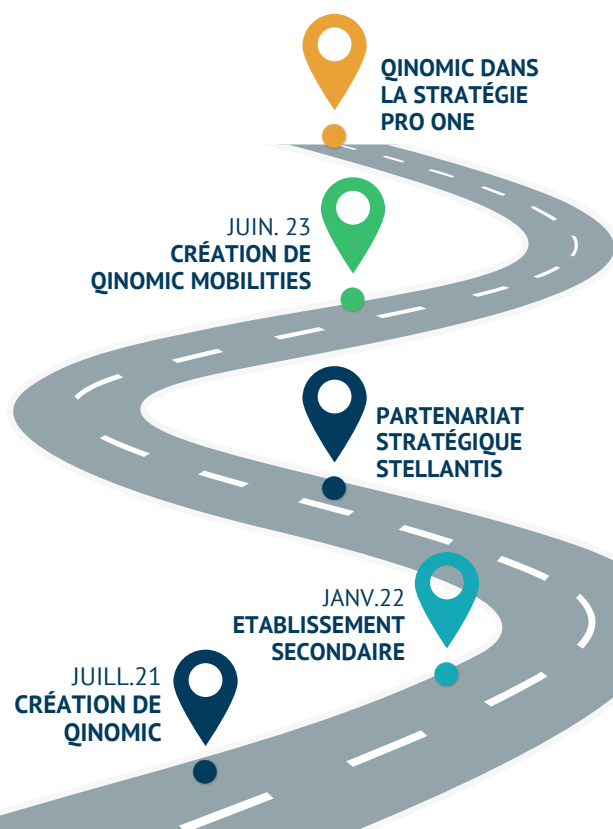 QINOMIC DANS
LA STRATÉGIE
PRO ONE
JUIN. 23
CRÉATION DE
QINOMIC MOBILITIES
PARTENARIAT
STRATÉGIQUE
STELLANTIS
JANV.22
ETABLISSEMENT
SECONDAIRE
JUILL.21
CRÉATION DE
QINOMIC